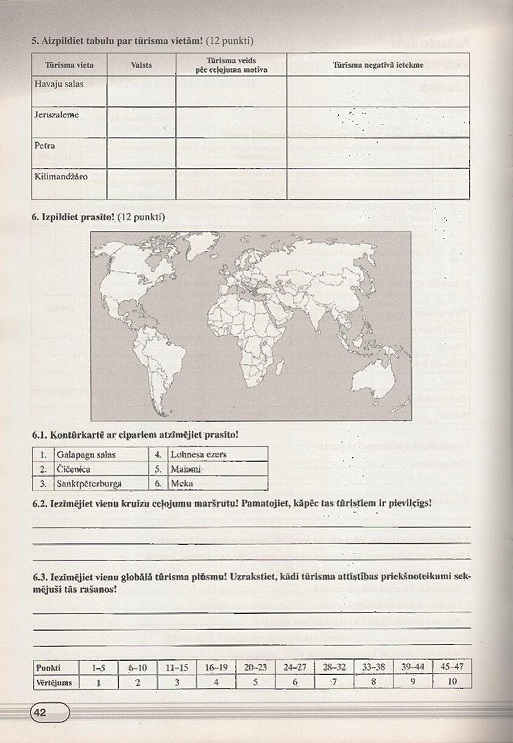 5. Aizpildiet tabulu par tūrisma vietām! (12 punkti)
Tūrisma vieta Valsts Tūrisma veids pēc ceļojuma motīva Tūrisma negatīvā ietekme
Havaju salas
Jeruzaleme
Petra
Kilimandžāro
6. Izpildiet prasīto! (12 punkti)
6.1. Kontūrkartē ar cipariem atzīmējiet prasīto!
1. Galapagu salas 4. Lohnesa ezers
2. Čičenica 5. Maiami
3. Sanktpēterburga 6. Meka
6.2. Iezīmējiet vienu kruīzu ceļojumu maršrutu! Pamatojiet, kāpēc tas tūristiem ir pievilcīgs!
6.3. Iezīmējiet vienu globālā tūrisma plūsmu! Uzrakstiet, kādi tūrisma attīstības priekšnoteikumi sek-
mējuši tās rašanos!
Punkti 1–5 6–10 11–15 16–19 20–23 24–27 28–32 33–38 39–44 45–47
Vērtējums 1 2 3 4 5 6 7 8 9 10
42